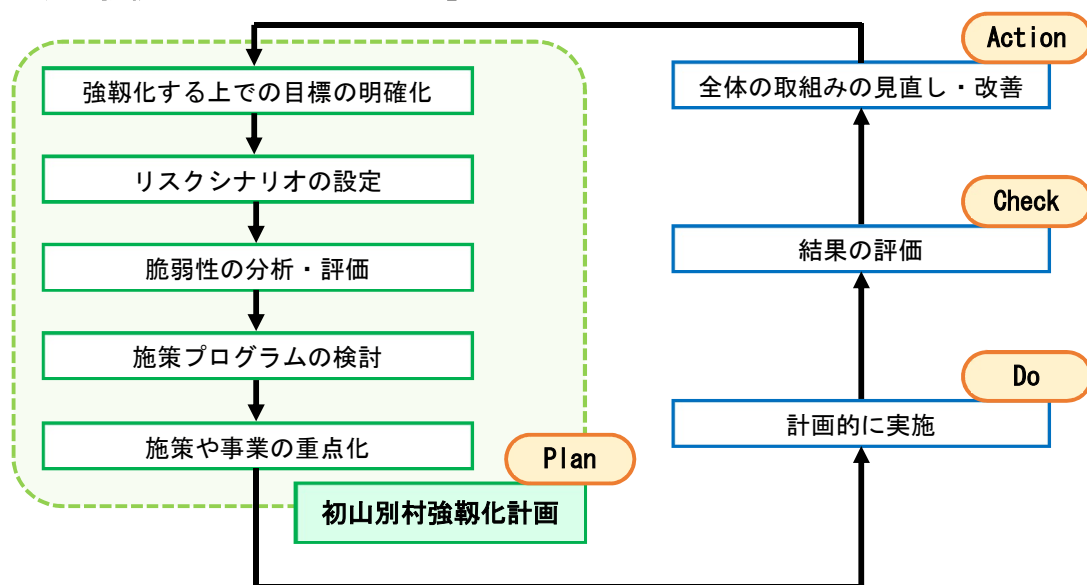 強靱化する上での目標の明確化
リスクシナリオの設定
脆弱性の分析・評価
施策プログラムの検討
施策や事業の重点化
Plan
初山別村強靱化計画
Action
全体の取組みの見直し・改善
Check
結果の評価
Do
計画的に実施